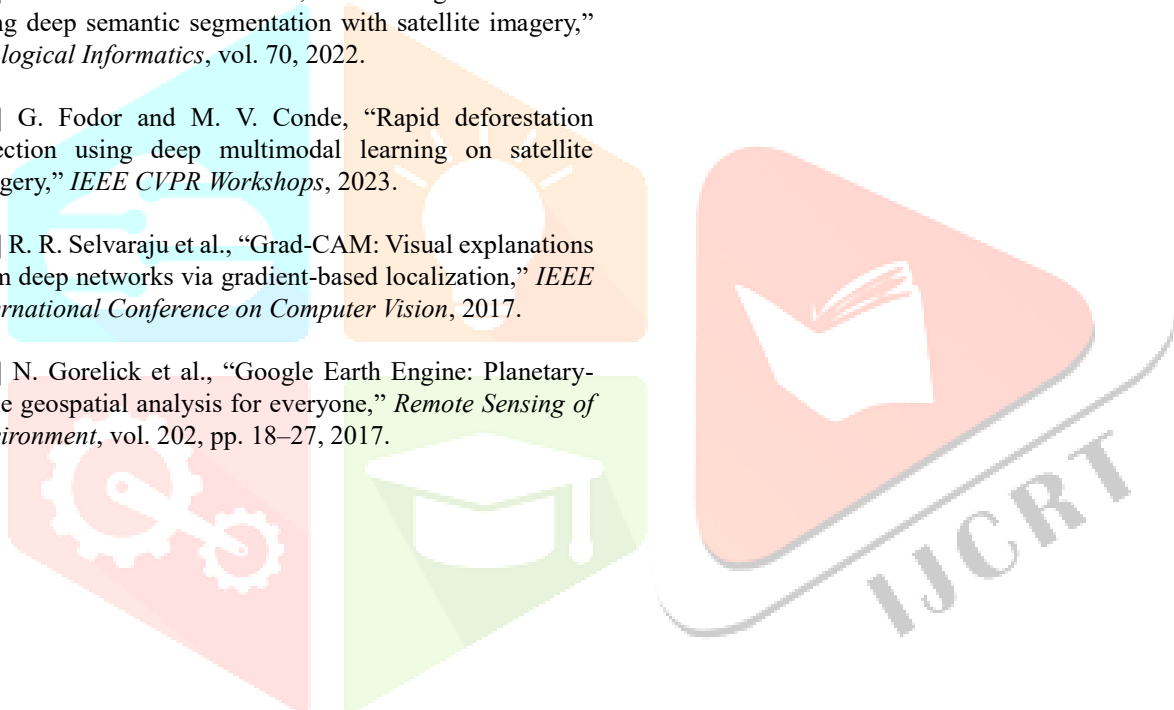 ng deep semantic segmentation with satellite imagery,”
logical Informatics, vol. 70, 2022.
] G. Fodor and M. V. Conde, “Rapid deforestation
ection using deep multimodal learning on satellite
gery,” IEEE CVPR Workshops, 2023.
] R. R. Selvaraju et al., “Grad-CAM: Visual explanations
m deep networks via gradient-based localization,” IEEE
ernational Conference on Computer Vision, 2017.
] N. Gorelick et al., “Google Earth Engine: Planetary-
e geospatial analysis for everyone,” Remote Sensing of
ironment, vol. 202, pp. 18–27, 2017.
IJCRT